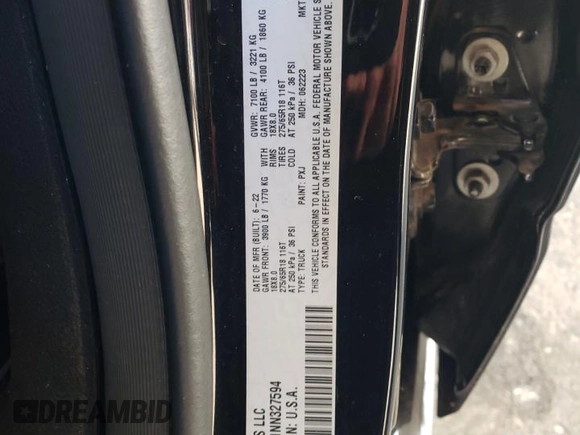 S LLC
NN327594
N: U.S.A.
DATE OF MFR (BUILT): 6-22 GVWR: 7100 LB / 3221 KG
GAWR FRONT: 3900 LB / 1770 KG WITH GAWR REAR: 4100 LB / 1860 KG
18X8.0 RIMS 18X8.0
275/65R18 116T TIRES 275/65R18 116T
AT 250 kPa / 36 PSI COLD AT 250 kPa / 36 PSI
TYPE: TRUCK PAINT: PXJ MDH: 062223 MKT
THIS VEHICLE CONFORMS TO ALL APPLICABLE U.S.A. FEDERAL MOTOR VEHICLE S
STANDARDS IN EFFECT ON THE DATE OF MANUFACTURE SHOWN ABOVE.
DREAMBID